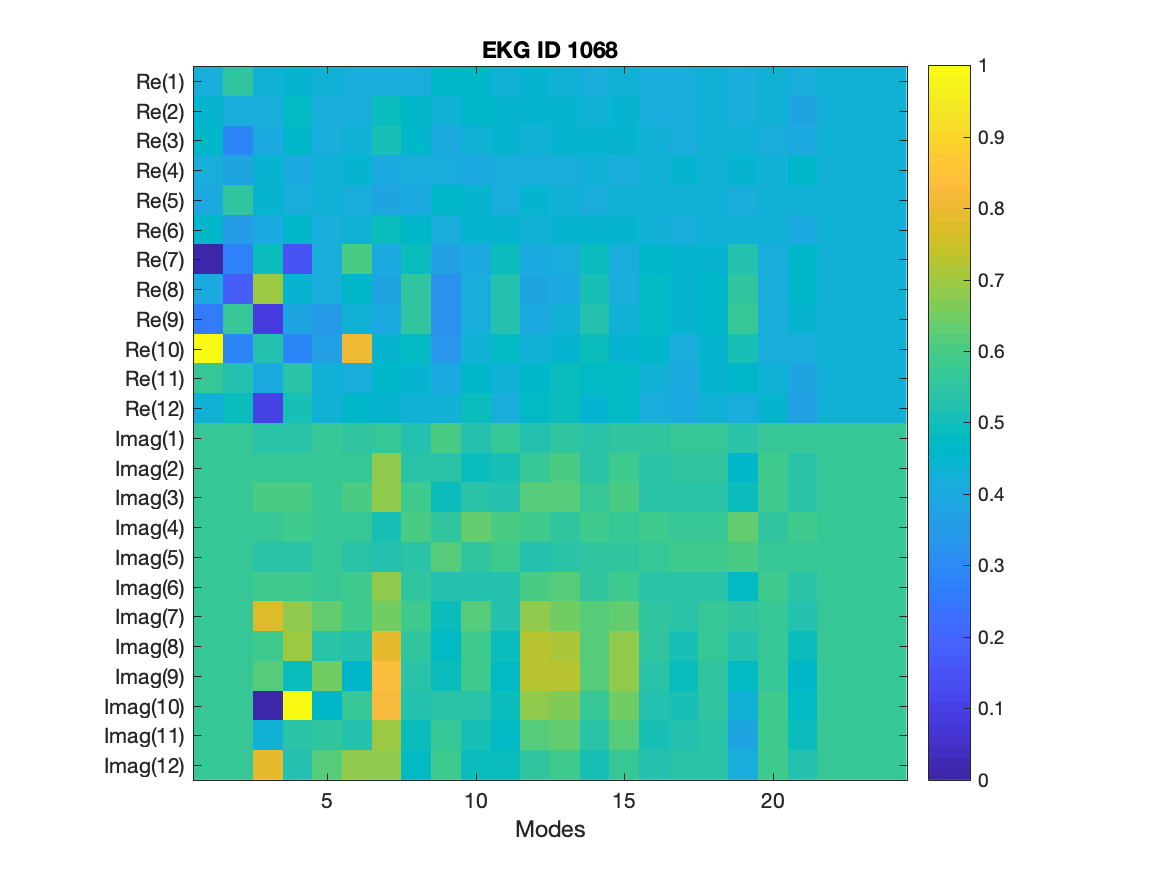 EKG ID 1068
Re(1)
Re(2)
Re(3)
Re(4)
Re(5)
Re(6)
Re(7)
Re(8)
Re(9)
Re(10)
Re(11)
Re(12)
Imag(1)
Imag(2)
Imag(3)
Imag(4)
Imag(5)
Imag(6)
Imag(7)
Imag(8)
Imag(9)
Imag(10)
Imag(11)
Imag(12)
5 10 15 20
Modes
1
0.9
0.8
0.7
0.6
0.5
0.4
0.3
0.2
0.1
0